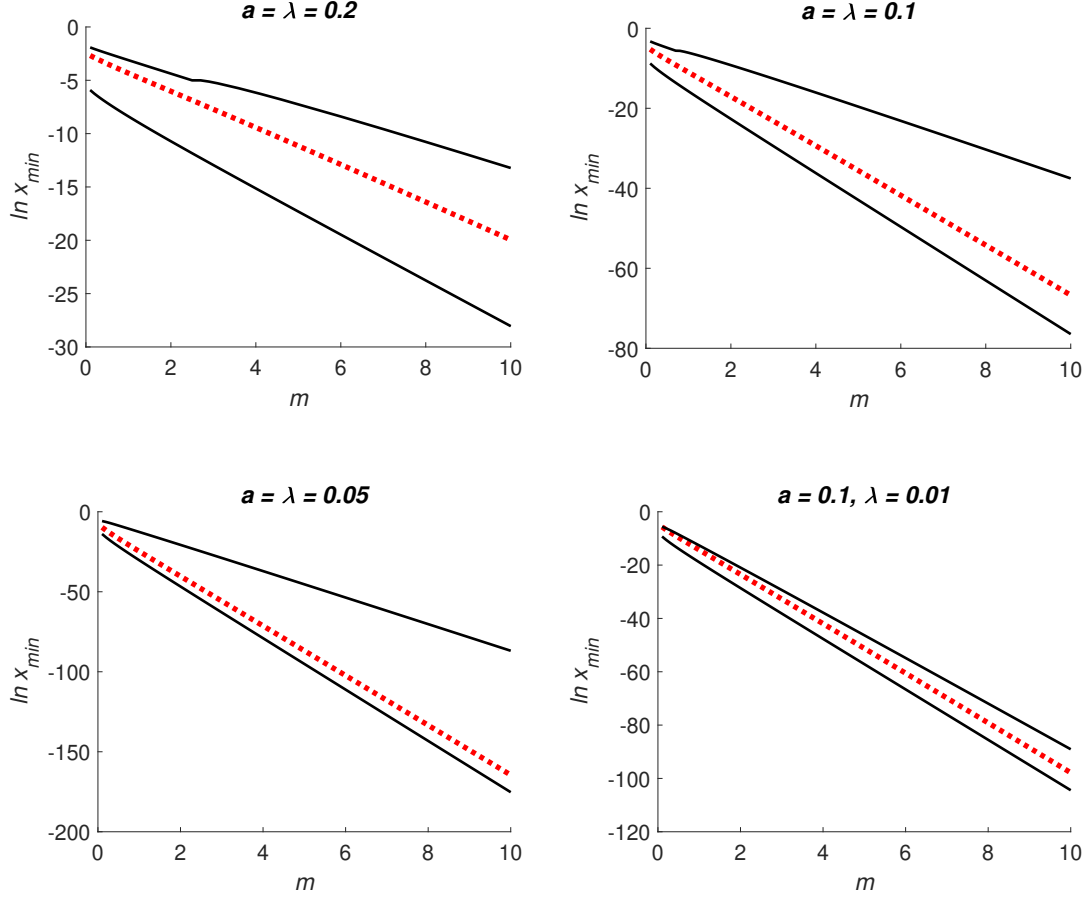 a = λ = 0.2
0
-5
-10
-15
-20
-25
-30
ln x_min
0 2 4 6 8 10
m
a = λ = 0.1
0
-20
-40
-60
-80
ln x_min
0 2 4 6 8 10
m
a = λ = 0.05
0
-50
-100
-150
-200
ln x_min
0 2 4 6 8 10
m
a = 0.1, λ = 0.01
0
-20
-40
-60
-80
-100
-120
ln x_min
0 2 4 6 8 10
m